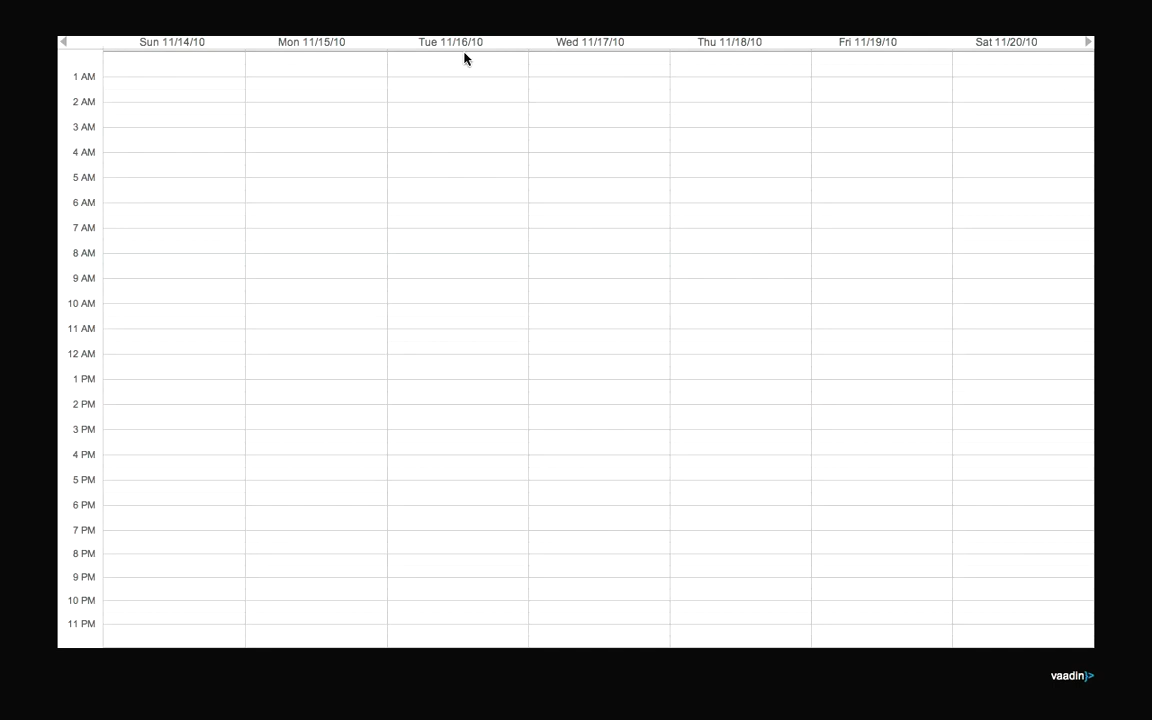 Sun 11/14/10 Mon 11/15/10 Tue 11/16/10 Wed 11/17/10 Thu 11/18/10 Fri 11/19/10 Sat 11/20/10
1 AM
2 AM
3 AM
4 AM
5 AM
6 AM
7 AM
8 AM
9 AM
10 AM
11 AM
12 AM
1 PM
2 PM
3 PM
4 PM
5 PM
6 PM
7 PM
8 PM
9 PM
10 PM
11 PM
vaadin}>